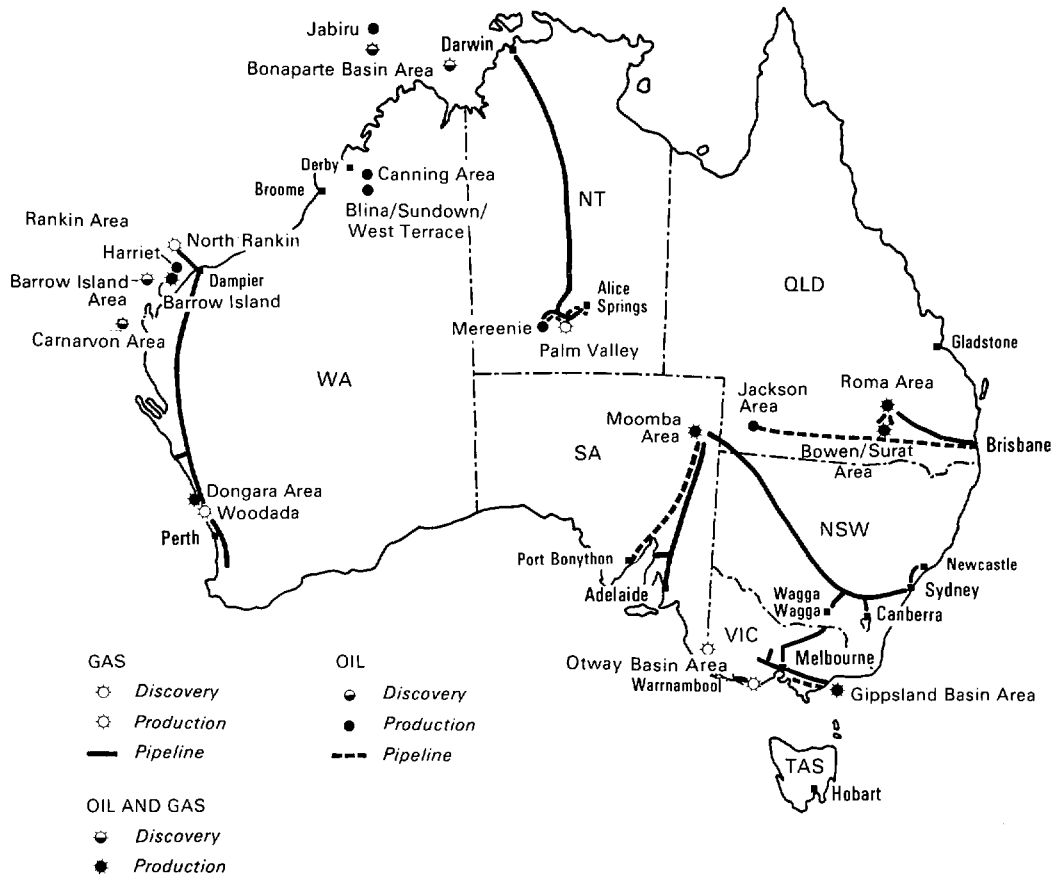 Jabiru
Darwin
Bonaparte Basin Area
Derby
Canning Area
Broome
Blina/Sundown/
West Terrace
NT
Rankin Area
North Rankin
Harriet
Dampier
Barrow Island
Area
Barrow Island
Carnarvon Area
Alice
Springs
Mereenie
Palm Valley
QLD
Gladstone
WA
Jackson
Area
Roma Area
Moomba
Area
Brisbane
Bowen/Surat
Area
SA
Dongara Area
Woodada
Perth
NSW
Port Bonython
Adelaide
Newcastle
Sydney
Wagga
Wagga
Canberra
VIC
Melbourne
Otway Basin Area
Warrnambool
Gippsland Basin Area
TAS
Hobart
GAS
Discovery
Production
Pipeline
OIL
Discovery
Production
Pipeline
OIL AND GAS
Discovery
Production